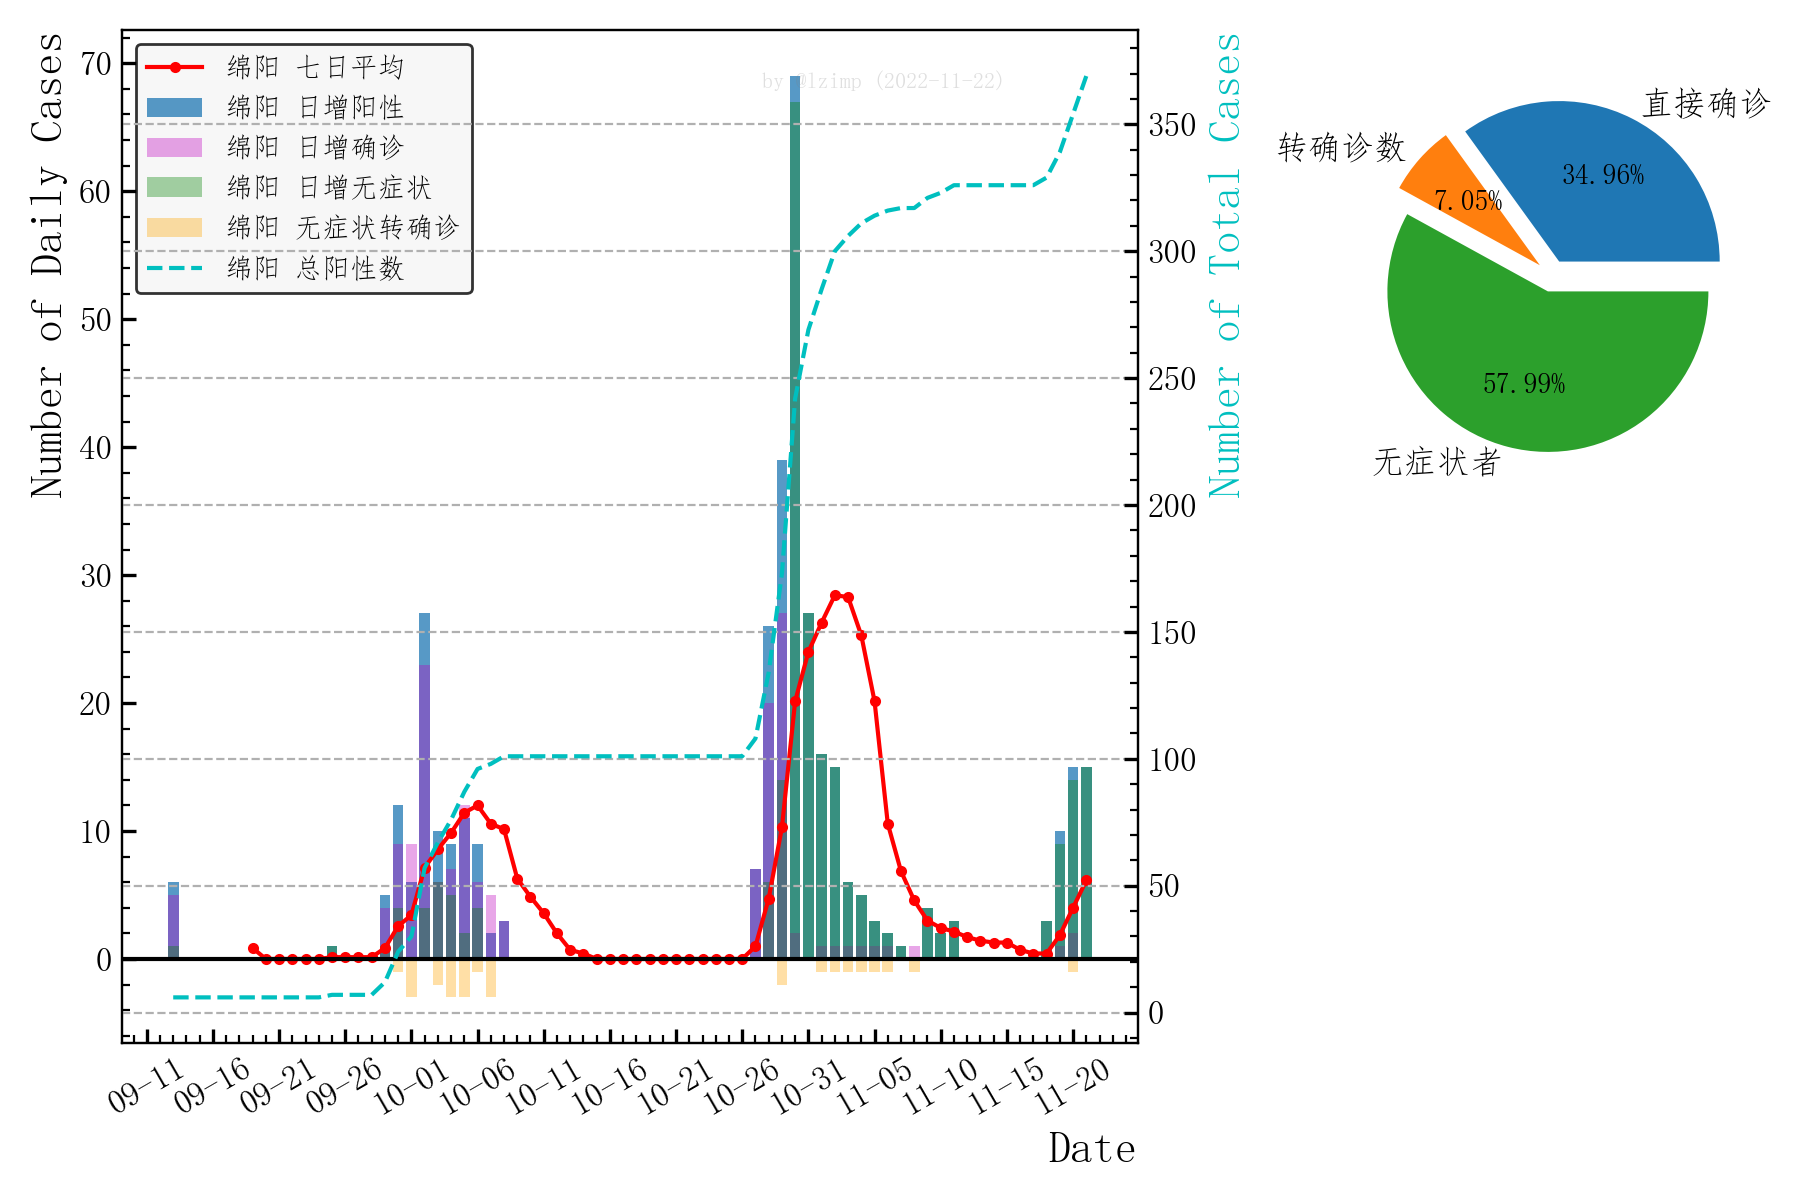 Number of Daily Cases
70
60
50
40
30
20
10
0
绵阳 七日平均
绵阳 日增阳性
绵阳 日增确诊
绵阳 日增无症状
绵阳 无症状转确诊
绵阳 总阳性数
by @lzimp (2022-11-22)
350
300
250
200
150
100
50
0
Number of Total Cases
09-11
09-16
09-21
09-26
10-01
10-06
10-11
10-16
10-21
10-26
10-31
11-05
11-10
11-15
11-20
Date
直接确诊
34.96%
转确诊数
7.05%
57.99%
无症状者